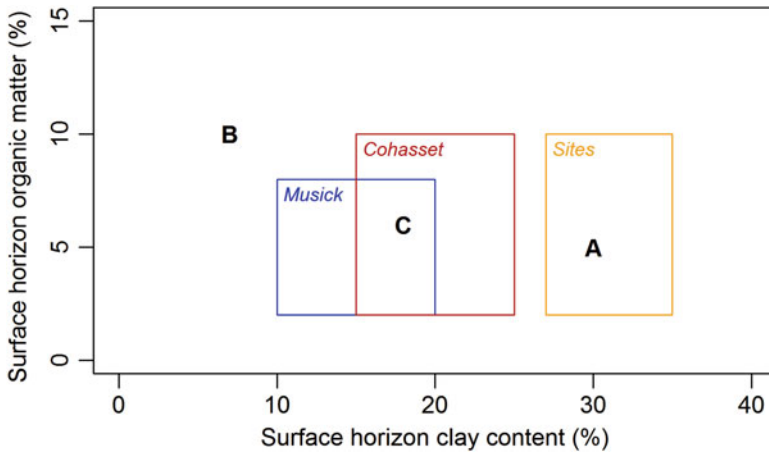 Surface horizon organic matter (%)
15
10
5
0
B
Cohasset
Sites
Musick
C
A
0 10 20 30 40
Surface horizon clay content (%)